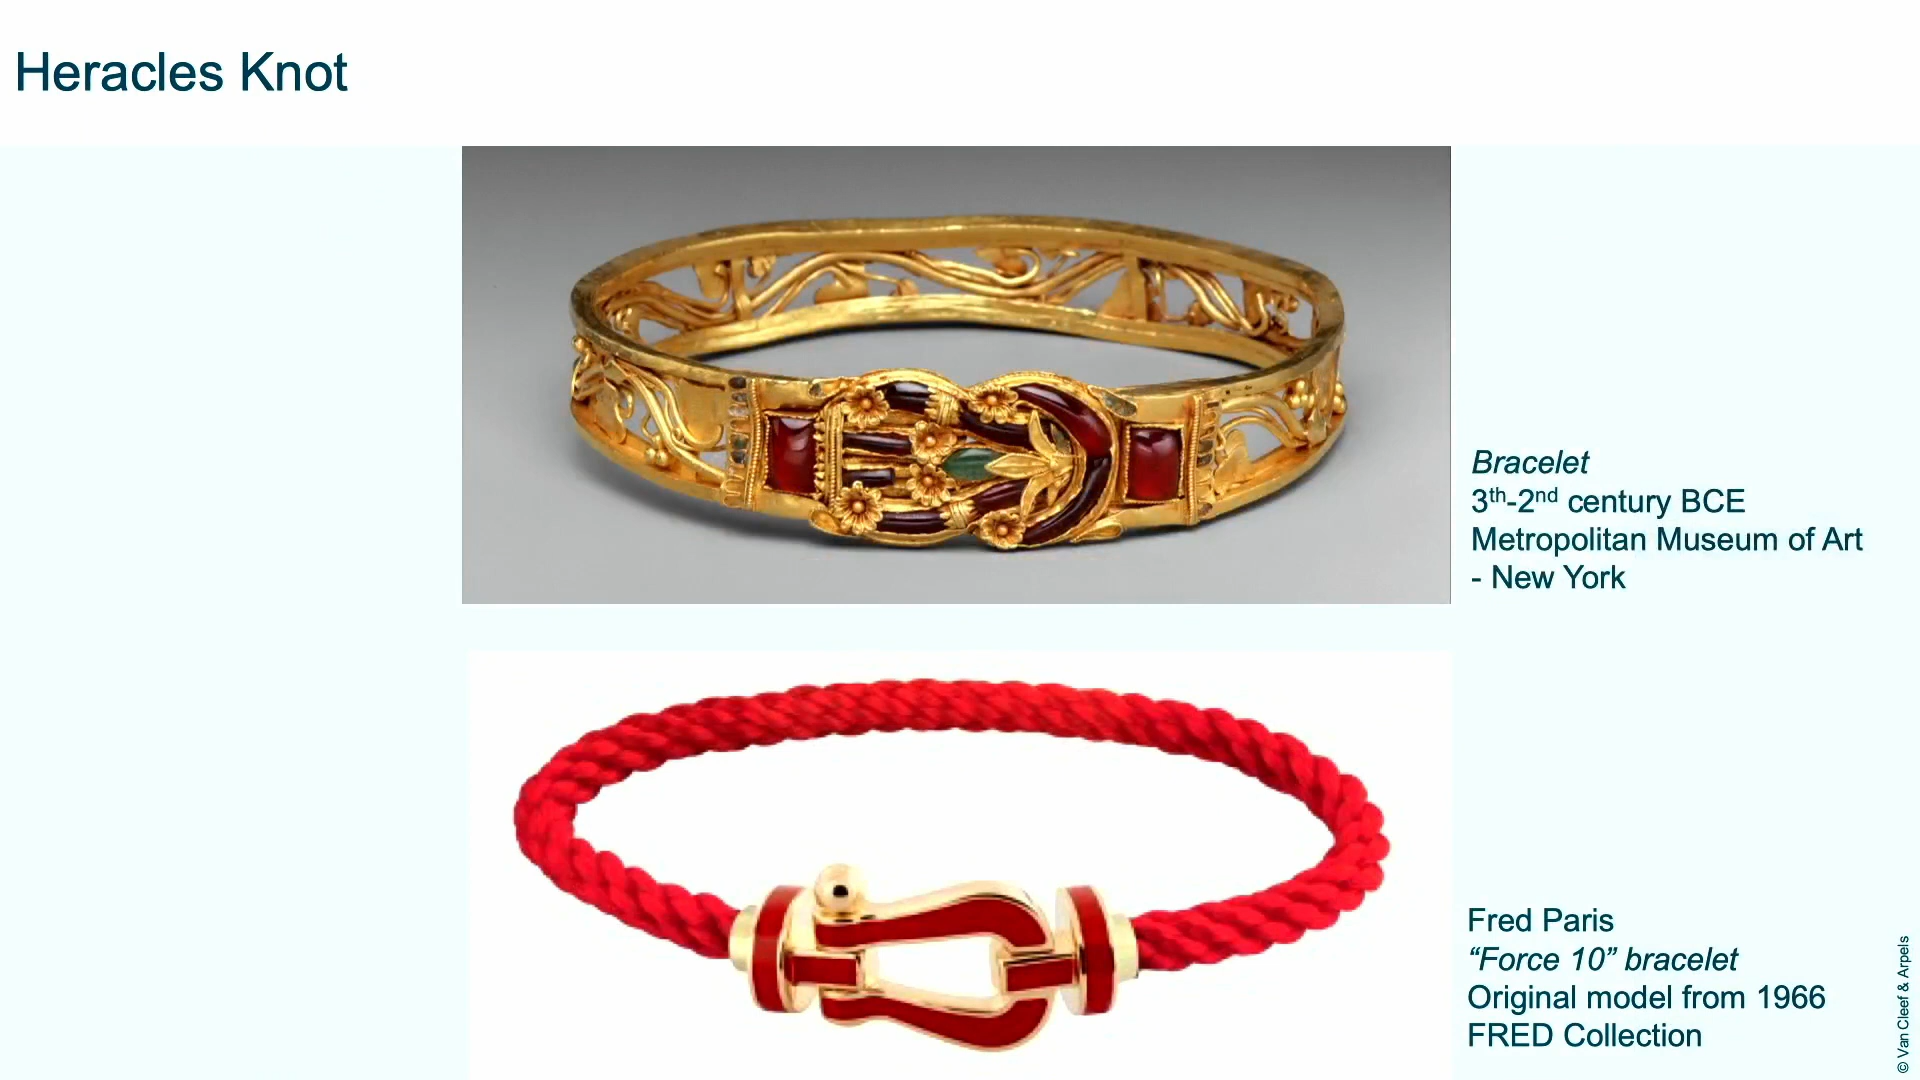 Heracles Knot
Bracelet
3th-2nd century BCE
Metropolitan Museum of Art
- New York
Fred Paris
“Force 10” bracelet
Original model from 1966
FRED Collection
© Van Cleef & Arpels